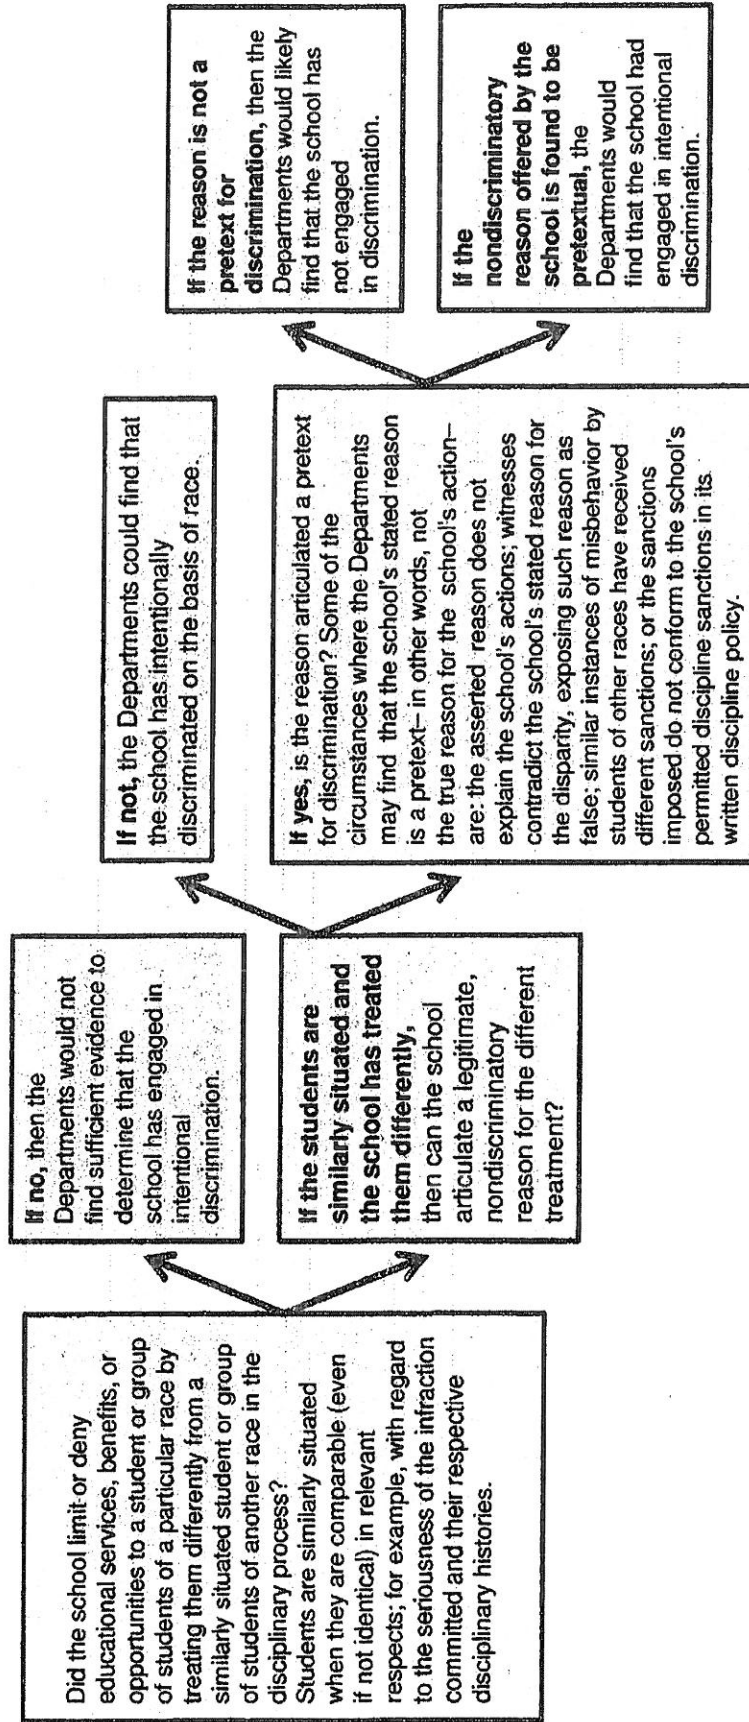 Did the school limit or deny
educational services, benefits, or
opportunities to a student or group
of students of a particular race by
treating them differently from a
similarly situated student or group
of students of another race in the
disciplinary process?
Students are similarly situated
when they are comparable (even
if not identical) in relevant
respects; for example, with regard
to the seriousness of the infraction
committed and their respective
disciplinary histories.
If no, then the
Departments would not
find sufficient evidence to
determine that the
school has engaged in
intentional
discrimination.
If the students are
similarly situated and
the school has treated
them differently,
then can the school
articulate a legitimate,
nondiscriminatory
reason for the different
treatment?
If not, the Departments could find that
the school has intentionally
discriminated on the basis of race.
If yes, is the reason articulated a pretext
for discrimination? Some of the
circumstances where the Departments
may find that the school's stated reason
is a pretext– in other words, not
the true reason for the school's action–
are: the asserted reason does not
explain the school's actions; witnesses
contradict the school's stated reason for
the disparity, exposing such reason as
false; similar instances of misbehavior by
students of other races have received
different sanctions; or the sanctions
imposed do not conform to the school's
permitted discipline sanctions in its
written discipline policy.
If the reason is not a
pretext for
discrimination, then the
Departments would likely
find that the school has
not engaged
in discrimination.
If the
nondiscriminatory
reason offered by the
school is found to be
pretextual, the
Departments would
find that the school had
engaged in intentional
discrimination.